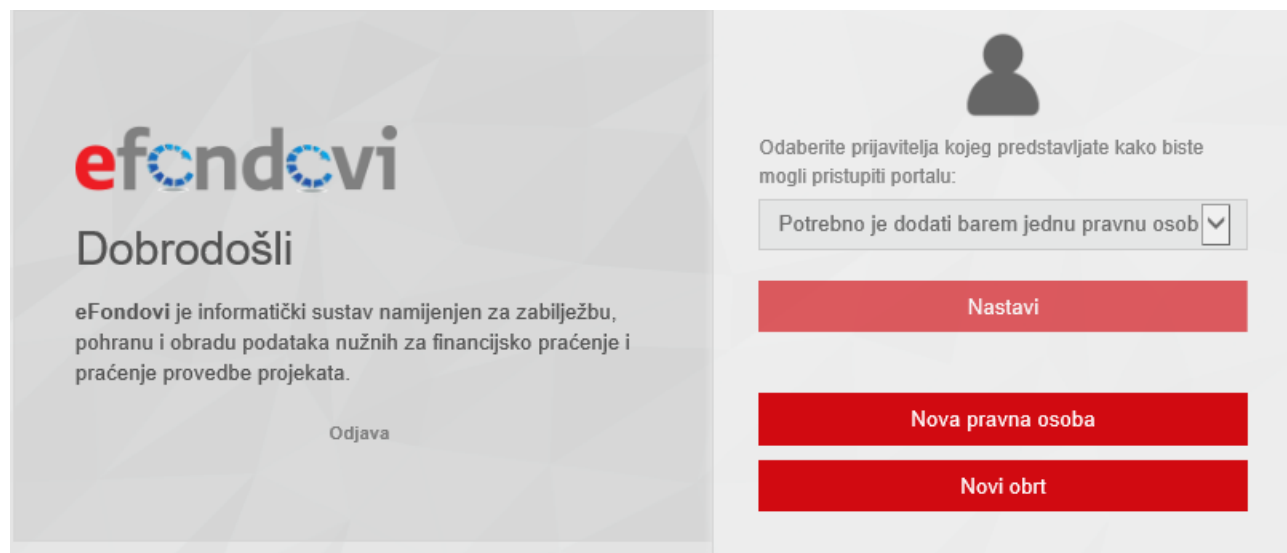 efondovi
Dobrodošli
eFondovi je informatički sustav namijenjen za zabilježbu,
pohranu i obradu podataka nužnih za financijsko praćenje i
praćenje provedbe projekata.
Odjava
Odaberite prijavitelja kojeg predstavljate kako biste
mogli pristupiti portalu:
Potrebno je dodati barem jednu pravnu osob
Nastavi
Nova pravna osoba
Novi obrt